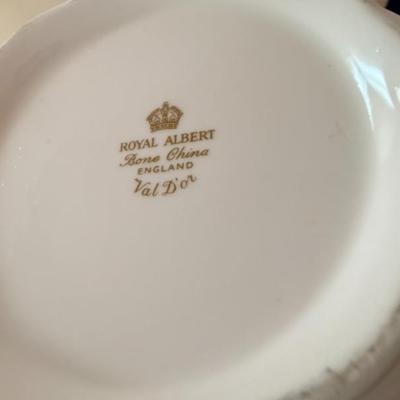 ROYAL ALBERT
Bone China
ENGLAND
Val D'or